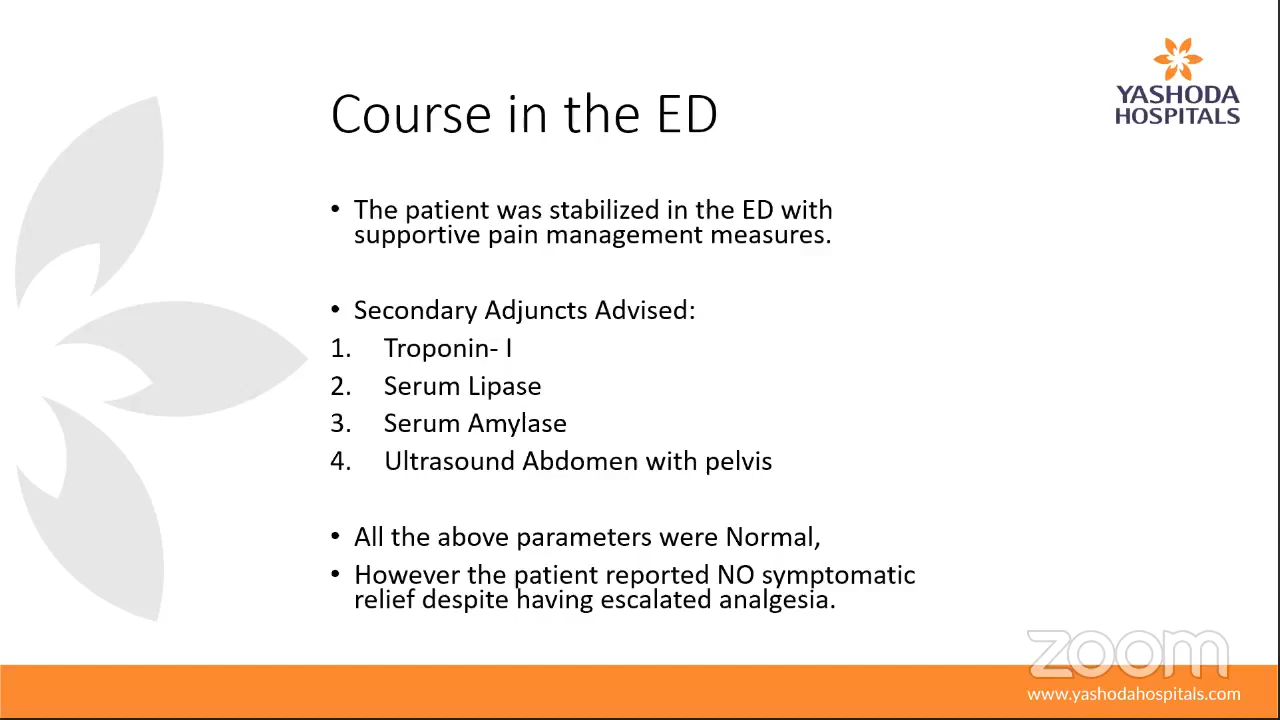 YASHODA
HOSPITALS
Course in the ED
• The patient was stabilized in the ED with
supportive pain management measures.
• Secondary Adjuncts Advised:
1. Troponin- I
2. Serum Lipase
3. Serum Amylase
4. Ultrasound Abdomen with pelvis
• All the above parameters were Normal,
• However the patient reported NO symptomatic
relief despite having escalated analgesia.
zoom
www.yashodahospitals.com